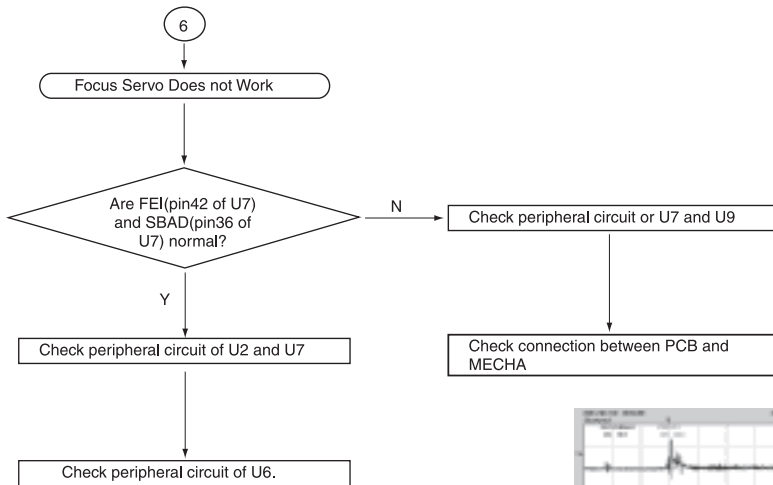 6
Focus Servo Does not Work
Are FEI(pin42 of U7)
and SBAD(pin36 of
U7) normal?
N
Check peripheral circuit or U7 and U9
Y
Check peripheral circuit of U2 and U7
Check connection between PCB and
MECHA
Check peripheral circuit of U6.